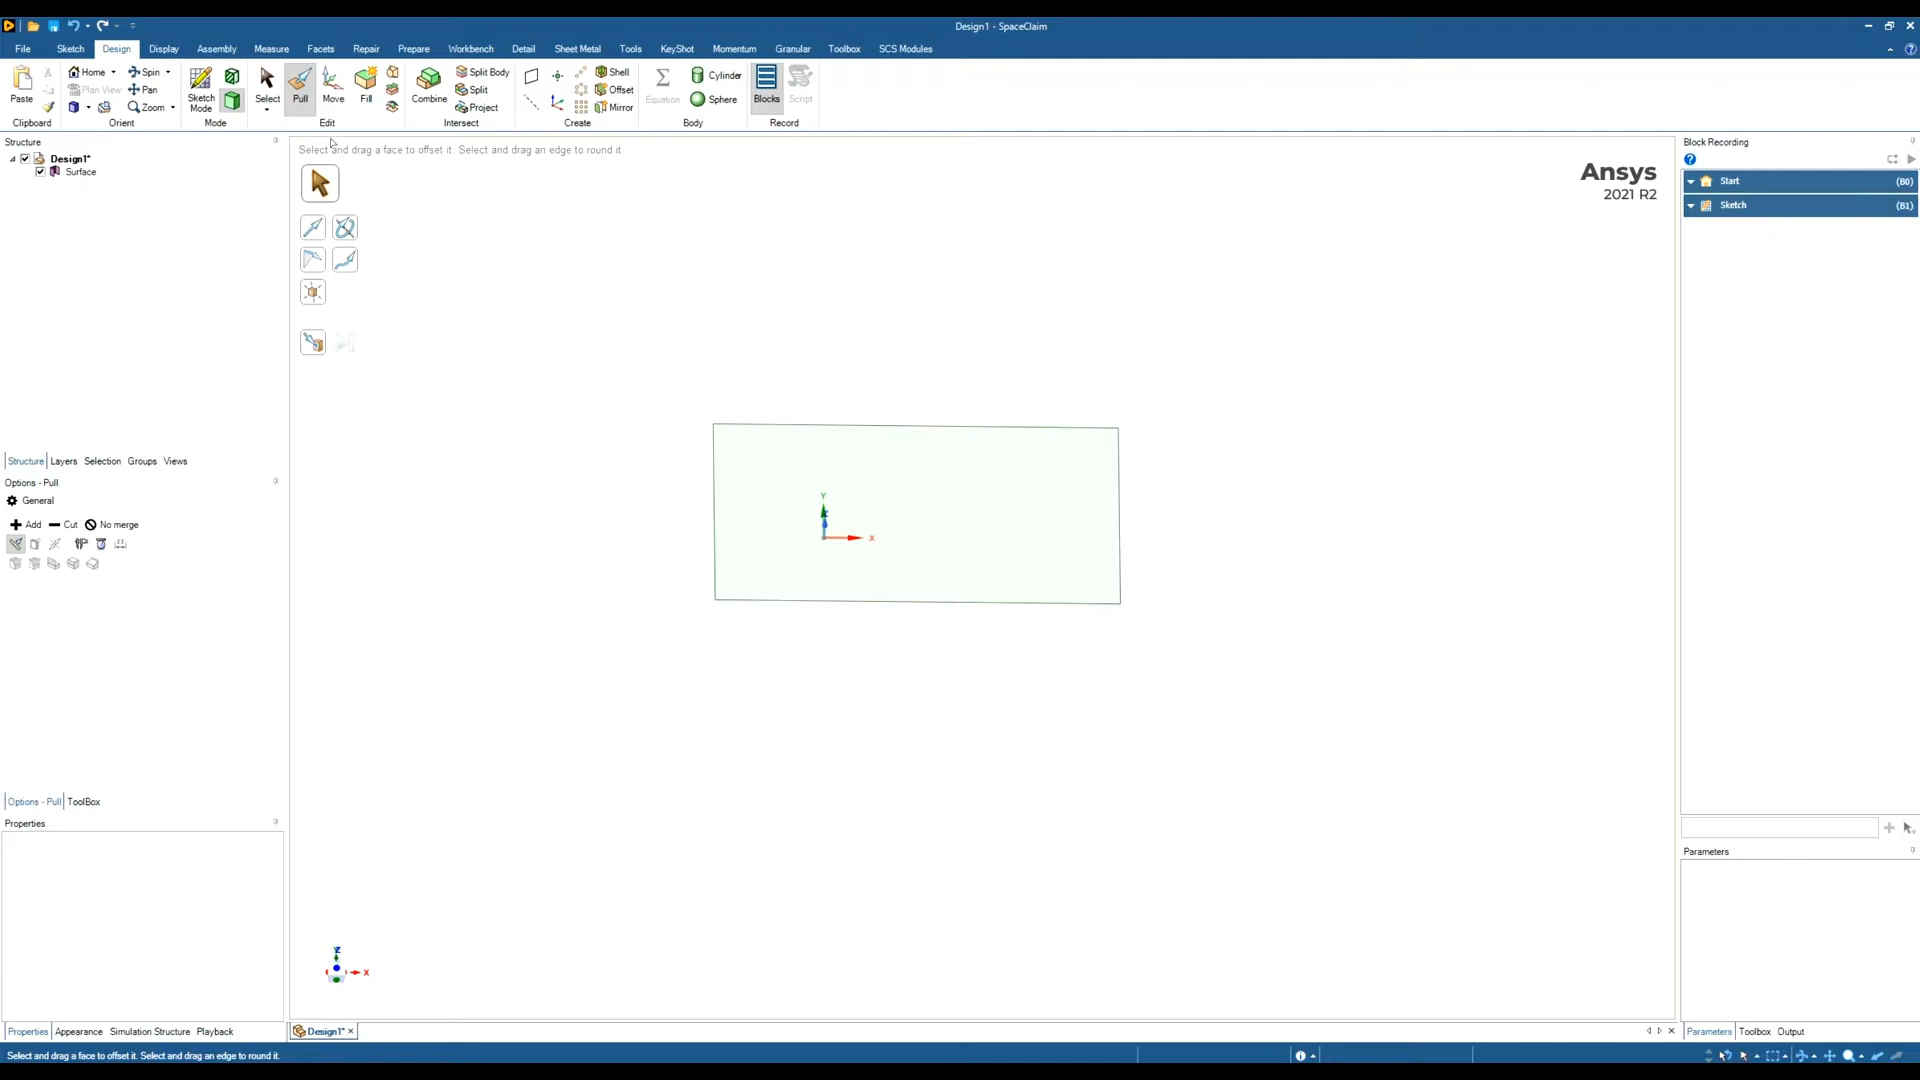 Design1 - SpaceClaim
File Sketch Design Display Assembly Measure Facets Repair Prepare Workbench Detail Sheet Metal Tools KeyShot Momentum Granular Toolbox SCS Modules
Home Spin Split Body Shell Cylinder
Plan View Pan Split Offset
Zoom Project Mirror Sphere
Paste Sketch Mode Select Pull Move Fill Combine Equation Blocks Script
Clipboard Orient Mode Edit Intersect Create Body Record
Structure
Design1*
Surface
Select and drag a face to offset it Select and drag an edge to round it
Ansys
2021 R2
Block Recording
Start (B0)
Sketch (B1)
Y
X
Structure Layers Selection Groups Views
Options - Pull
General
Add Cut No merge
Options - Pull ToolBox
Properties
Parameters
Z
X
Properties Appearance Simulation Structure Playback
Design1*
Parameters Toolbox Output
Select and drag a face to offset it. Select and drag an edge to round it.